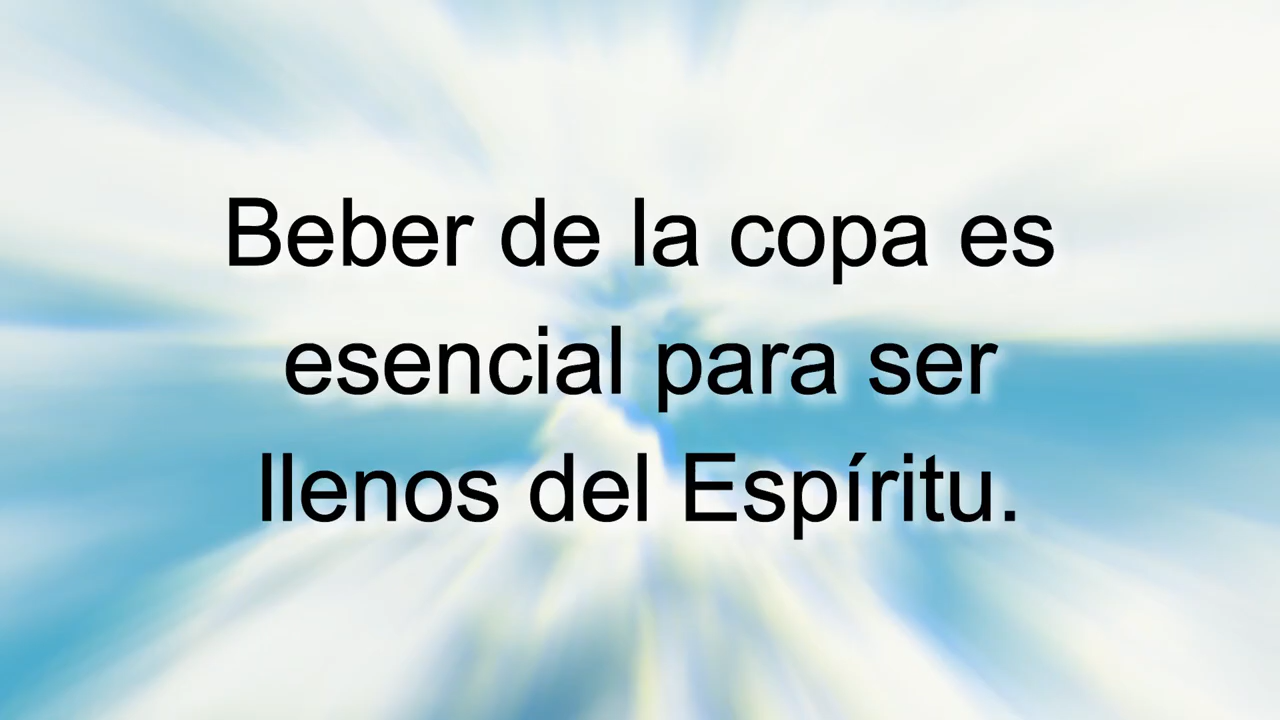 Beber de la copa es
esencial para ser
llenos del Espíritu.